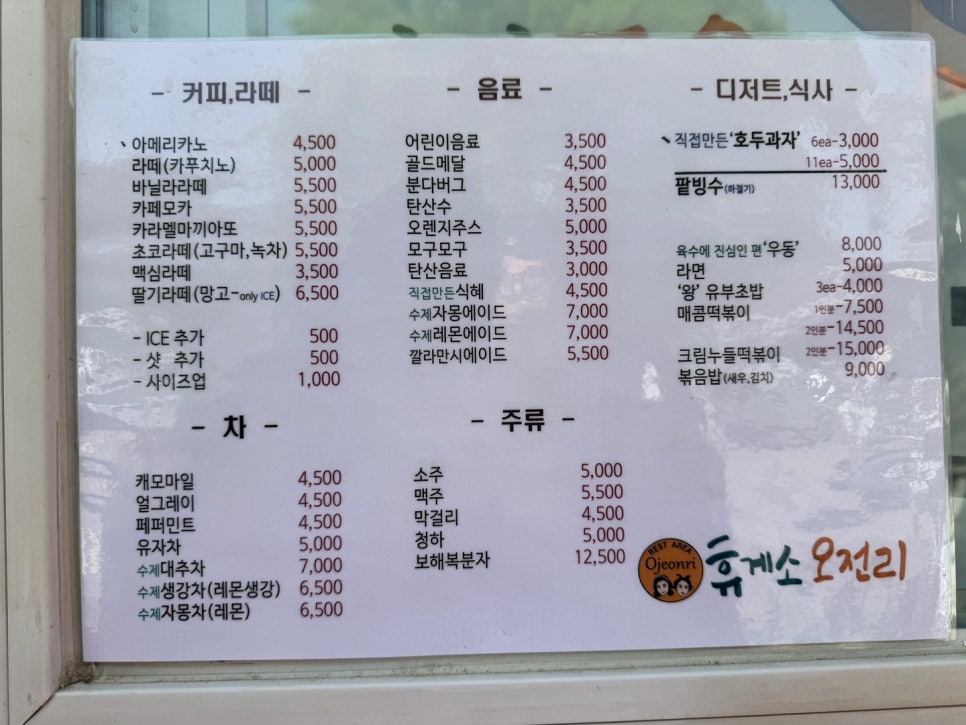 - 커피,라떼 -
아메리카노 4,500
라떼(카푸치노) 5,000
바닐라라떼 5,500
카페모카 5,500
카라멜마끼아또 5,500
초코라떼(고구마,녹차) 5,500
맥심라떼 3,500
딸기라떼(망고-only ICE) 6,500
- ICE 추가 500
- 샷 추가 500
- 사이즈업 1,000
- 차 -
캐모마일 4,500
얼그레이 4,500
페퍼민트 4,500
유자차 5,000
수제대추차 7,000
수제생강차(레몬생강) 6,500
수제자몽차(레몬) 6,500
- 음료 -
어린이음료 3,500
골드메달 4,500
분다버그 4,500
탄산수 3,500
오렌지주스 5,000
모구모구 3,500
탄산음료 3,000
직접만든식혜 4,500
수제자몽에이드 7,000
수제레몬에이드 7,000
깔라만시에이드 5,500
- 주류 -
소주 5,000
맥주 5,500
막걸리 4,500
청하 5,000
보해복분자 12,500
- 디저트,식사 -
직접만든'호두과자' 6ea-3,000
11ea-5,000
팥빙수(하절기) 13,000
육수에 진심인 편'우동' 8,000
라면 5,000
'왕' 유부초밥 3ea-4,000
매콤떡볶이 1인분-7,500
2인분-14,500
크림누들떡볶이 2인분-15,000
볶음밥(새우,김치) 9,000
REST AREA
Ojeonri
휴게소 오전리